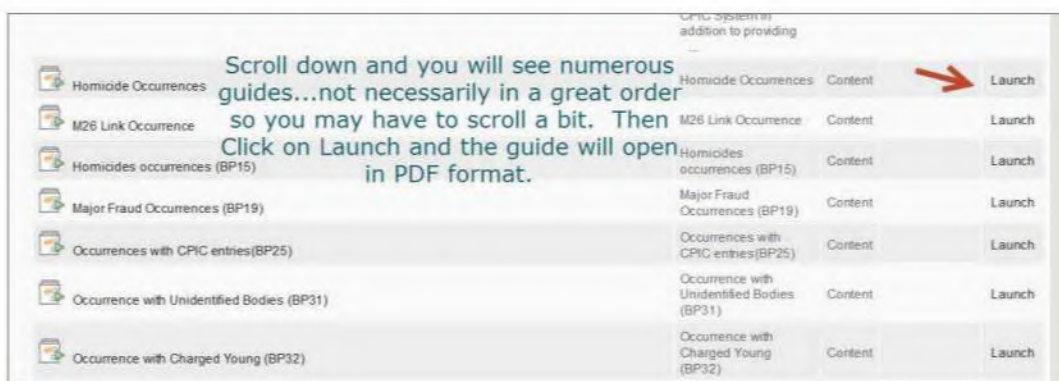 CPIC System in
addition to providing
...
Homicide Occurrences
Scroll down and you will see numerous
guides...not necessarily in a great order
so you may have to scroll a bit. Then
Click on Launch and the guide will open
in PDF format.
Homicide Occurrences Content Launch
M26 Link Occurrence M26 Link Occurrence Content Launch
Homicides occurrences (BP15) Homicides
occurrences (BP15) Content Launch
Major Fraud Occurrences (BP19) Major Fraud
Occurrences (BP19) Content Launch
Occurrences with CPIC entries(BP25) Occurrences with
CPIC entries(BP25) Content Launch
Occurrence with Unidentified Bodies (BP31) Occurrence with
Unidentified Bodies
(BP31) Content Launch
Occurrence with Charged Young (BP32) Occurrence with
Charged Young
(BP32) Content Launch